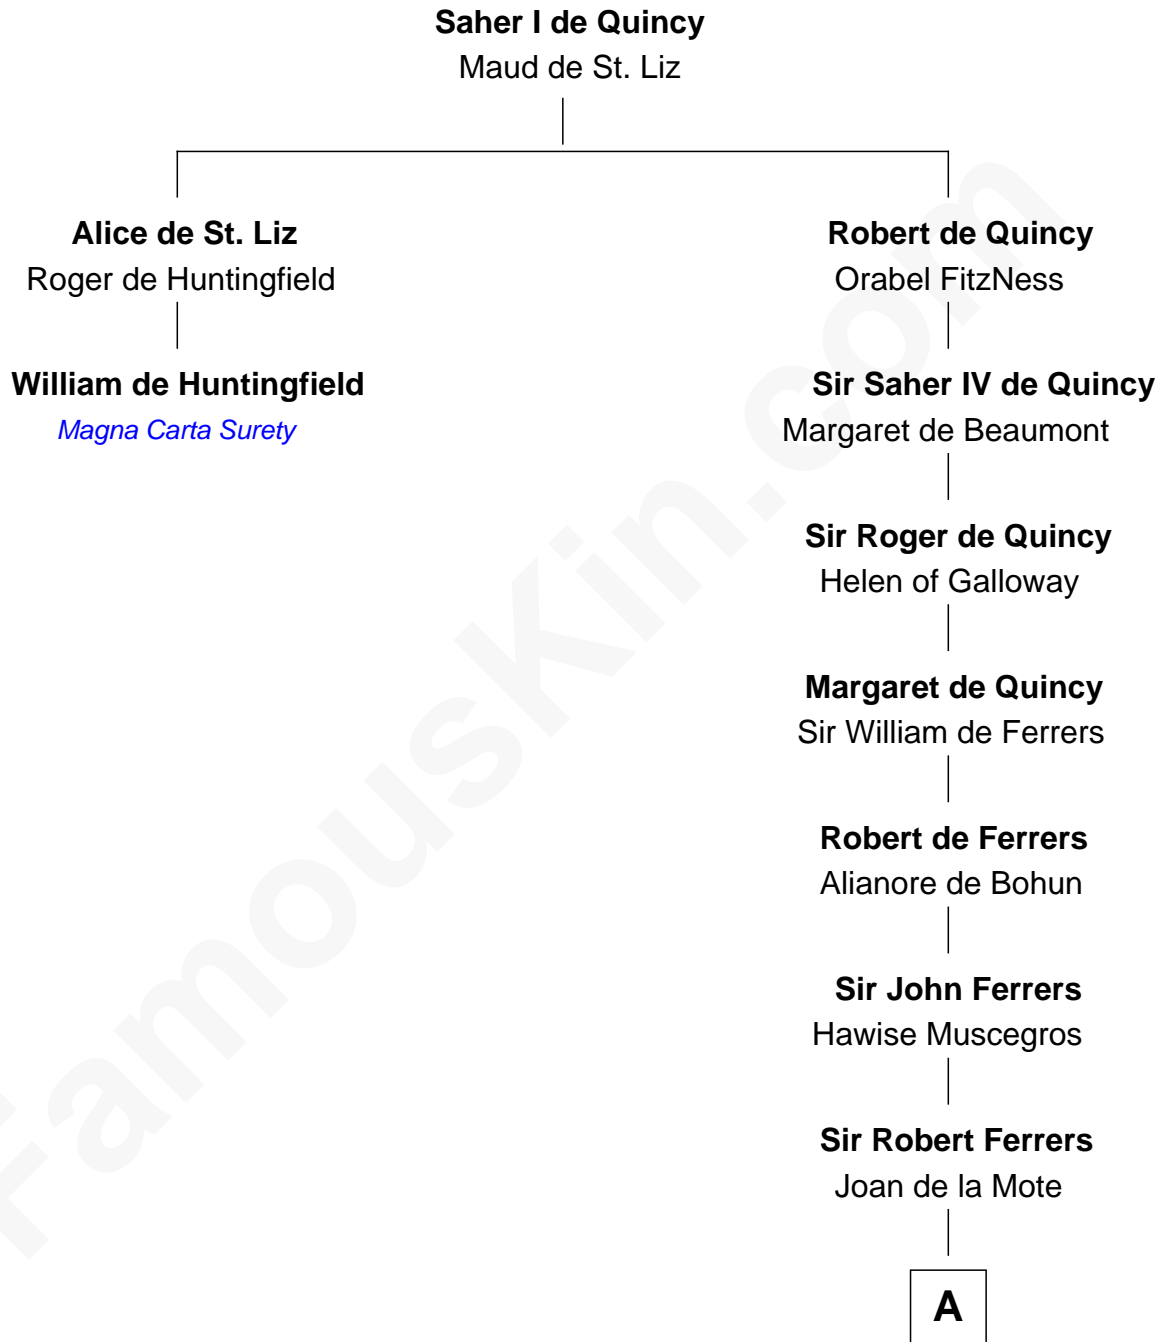 Saher I de Quincy
Maud de St. Liz
Alice de St. Liz
Roger de Huntingfield
William de Huntingfield
Magna Carta Surety
Robert de Quincy
Orabel FitzNess
Sir Saher IV de Quincy
Margaret de Beaumont
Sir Roger de Quincy
Helen of Galloway
Margaret de Quincy
Sir William de Ferrers
Robert de Ferrers
Alianore de Bohun
Sir John Ferrers
Hawise Muscegros
Sir Robert Ferrers
Joan de la Mote
A
FamousKin.com